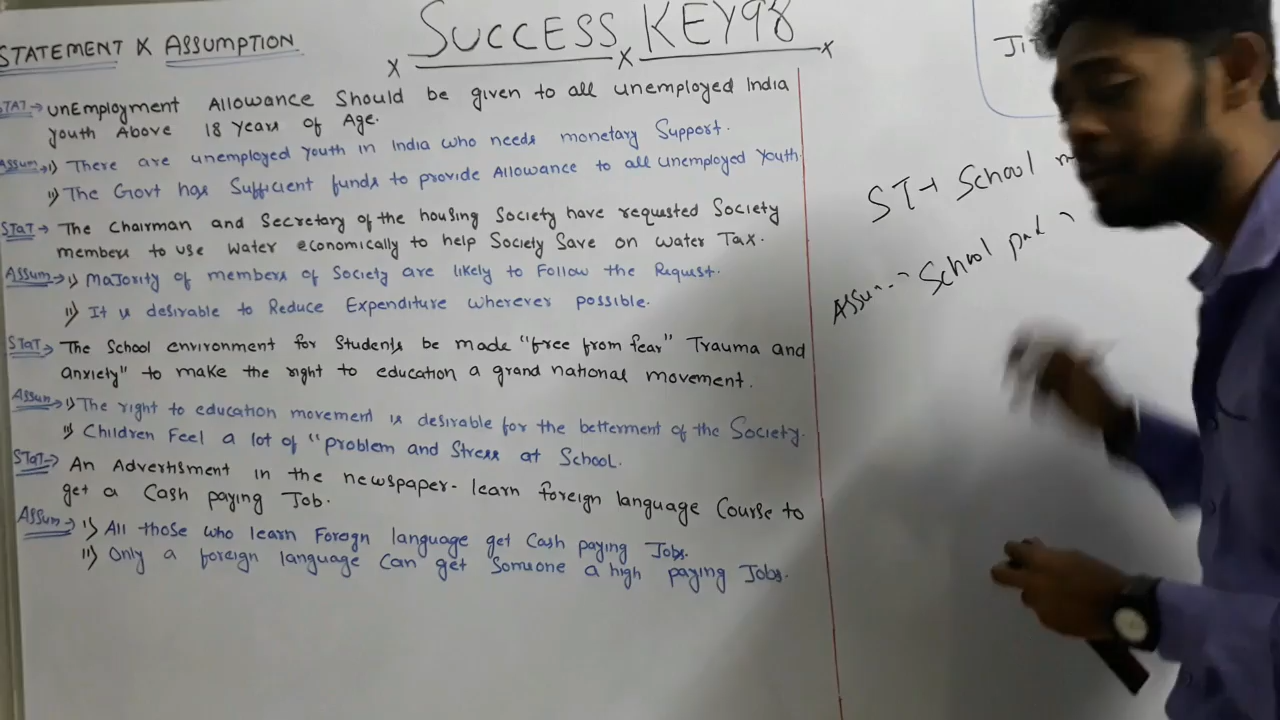 STATEMENT X ASSUMPTION
SUCCESS KEY98
x x x
STAT→ UnEmployment Allowance Should be given to all unemployed India
youth Above 18 Years of Age.
Assum→ i) There are unemployed youth in India who needs monetary Support.
ii) The Govt has Sufficient funds to provide Allowance to all unemployed Youth.
STAT→ The Chairman and Secretary of the housing Society have requsted Society
members to use water economically to help Society Save on water Tax.
Assum→ i) Majority of members of Society are likely to Follow the Request.
ii) It is desirable to Reduce Expenditure wherever possible.
STAT→ The School environment for Students be made "free from fear" Trauma and
anxiety" to make the right to education a grand national movement.
Assum→ i) The right to education movement is desirable for the betterment of the Society.
ii) Children Feel a lot of "problem and Stress at School.
STAT→ An Advertisment in the newspaper- learn foreign language Course to
get a Cash paying Job.
Assum→ i) All those who learn Foreign language get Cash paying Jobs.
ii) Only a foreign language Can get Someone a high paying Jobs.
ST→ School
Assum→ School